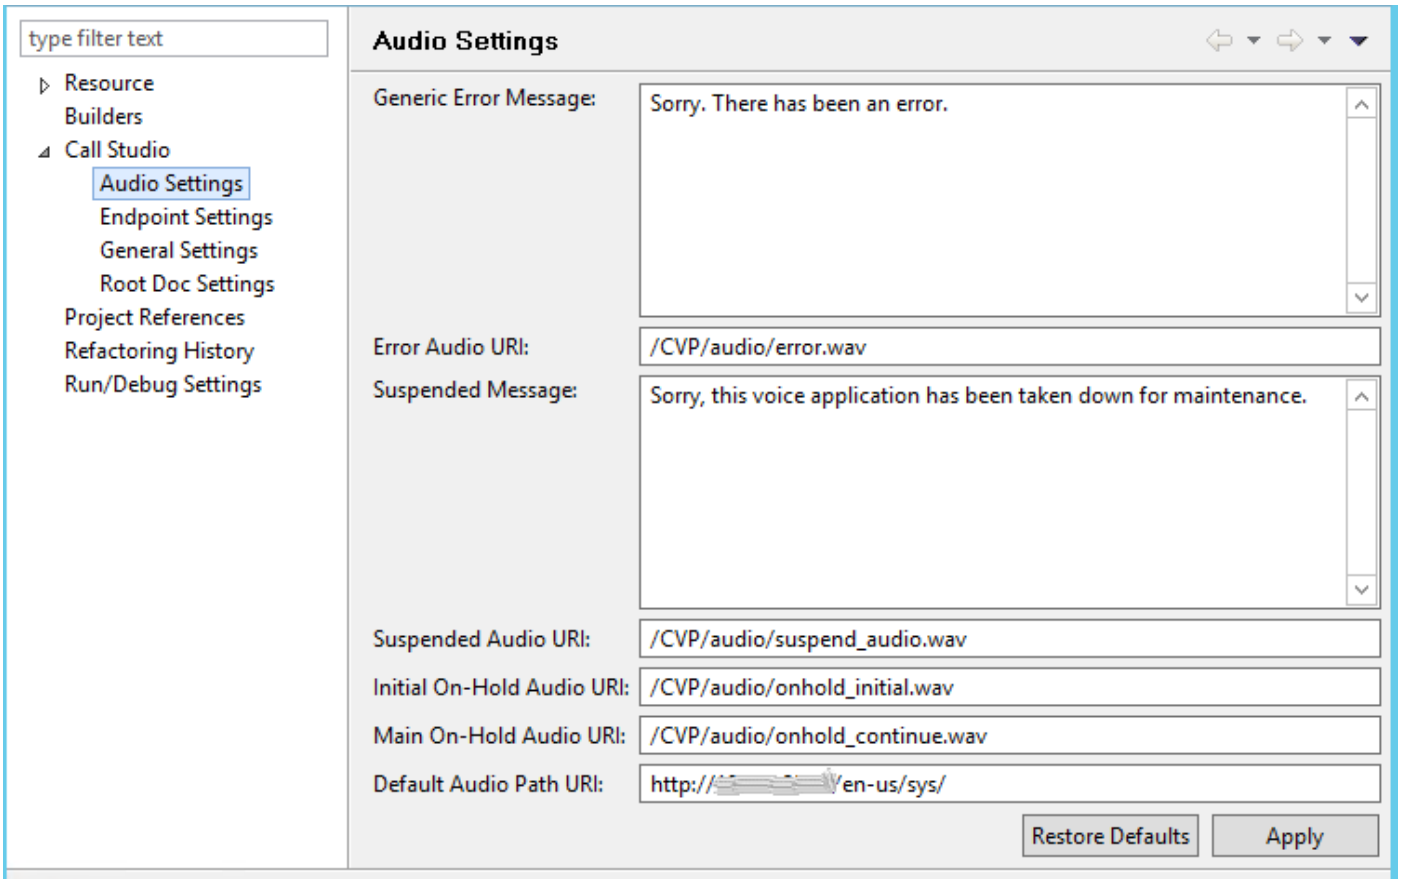 type filter text
Resource
Builders
Call Studio
Audio Settings
Endpoint Settings
General Settings
Root Doc Settings
Project References
Refactoring History
Run/Debug Settings
Audio Settings
Generic Error Message: Sorry. There has been an error.
Error Audio URI: /CVP/audio/error.wav
Suspended Message: Sorry, this voice application has been taken down for maintenance.
Suspended Audio URI: /CVP/audio/suspend_audio.wav
Initial On-Hold Audio URI: /CVP/audio/onhold_initial.wav
Main On-Hold Audio URI: /CVP/audio/onhold_continue.wav
Default Audio Path URI: http:// /en-us/sys/
Restore Defaults Apply